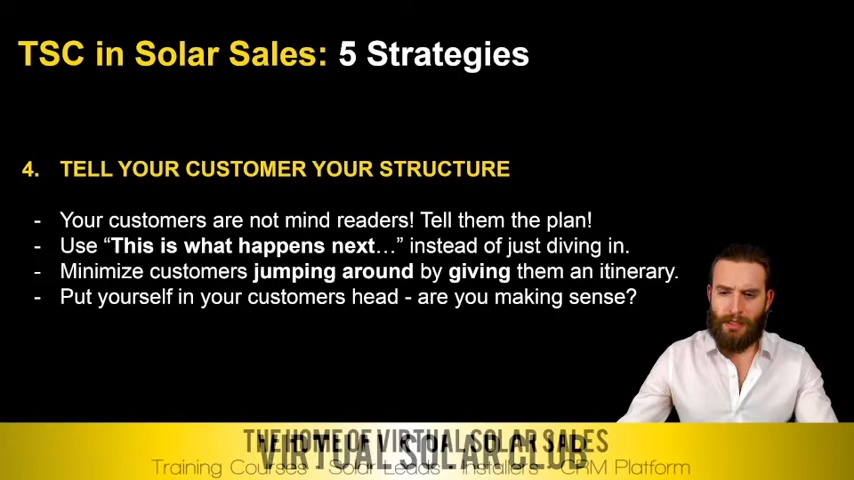 TSC in Solar Sales: 5 Strategies
4. TELL YOUR CUSTOMER YOUR STRUCTURE
- Your customers are not mind readers! Tell them the plan!
- Use “This is what happens next…” instead of just diving in.
- Minimize customers jumping around by giving them an itinerary.
- Put yourself in your customers head - are you making sense?
THE HOME OF VIRTUAL SOLAR SALES
VIRTUAL SOLAR CLUB
Training Courses - Solar Leads - Installers - CRM Platform